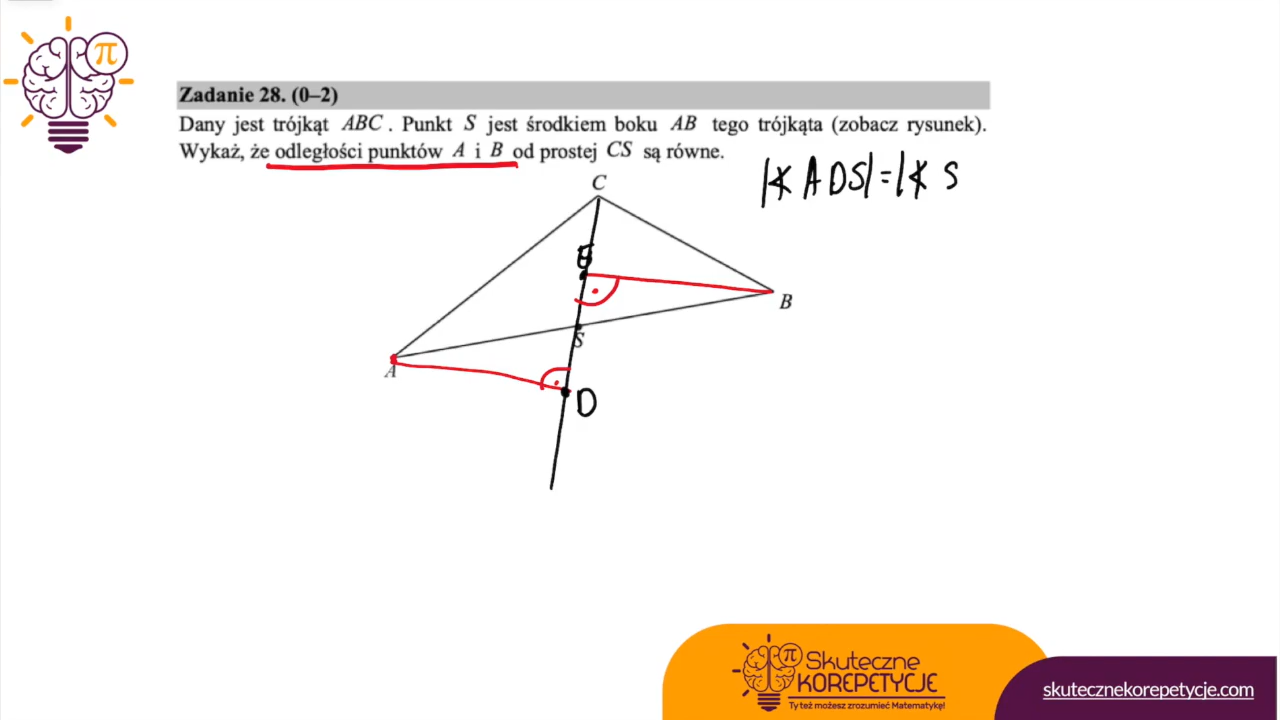 π
Zadanie 28. (0–2)
Dany jest trójkąt ABC. Punkt S jest środkiem boku AB tego trójkąta (zobacz rysunek).
Wykaż, że odległości punktów A i B od prostej CS są równe.
|∢ ADS| = |∢ S
C
E
B
S
A
D
π
Skuteczne
KOREPETYCJE
Ty też możesz zrozumieć Matematykę!
skutecznekorepetycje.com